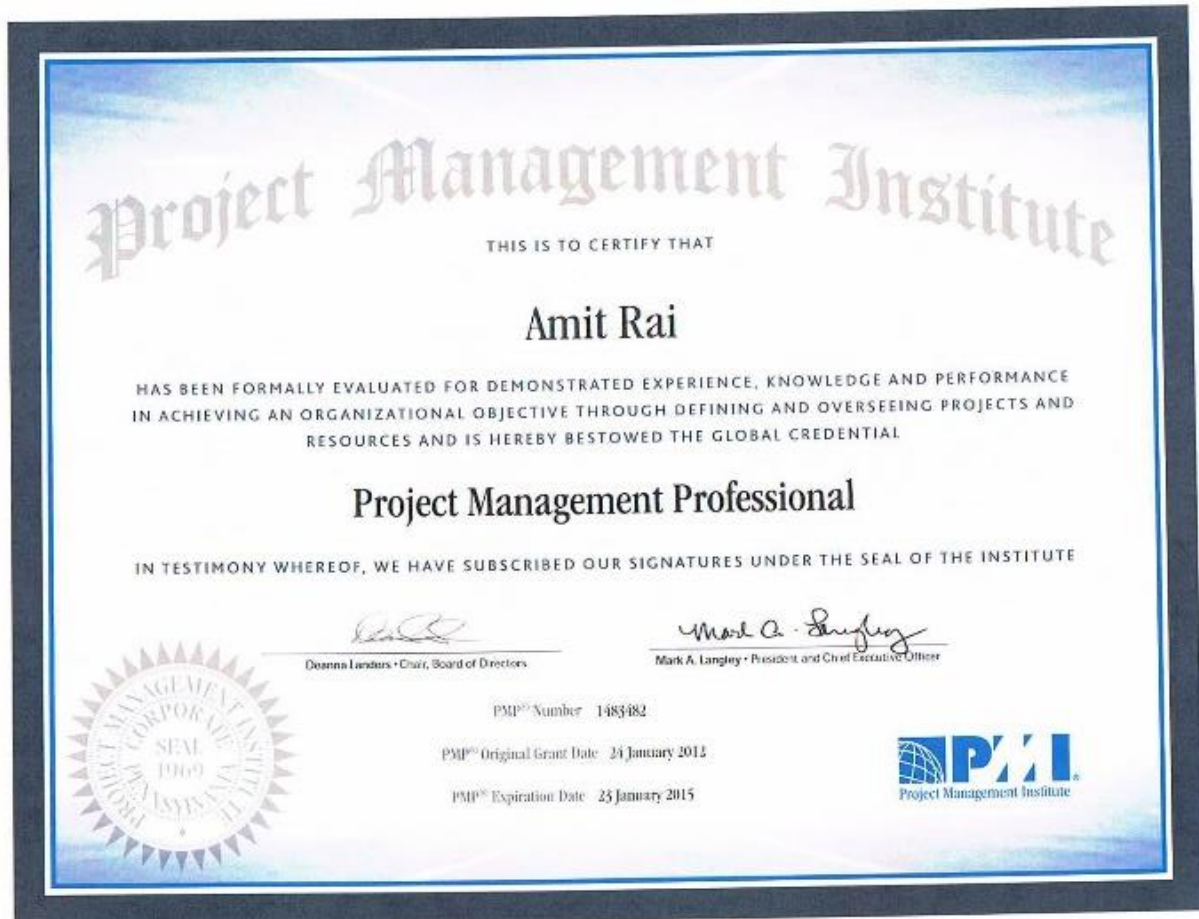 Project Management Institute
THIS IS TO CERTIFY THAT
Amit Rai
HAS BEEN FORMALLY EVALUATED FOR DEMONSTRATED EXPERIENCE, KNOWLEDGE AND PERFORMANCE
IN ACHIEVING AN ORGANIZATIONAL OBJECTIVE THROUGH DEFINING AND OVERSEEING PROJECTS AND
RESOURCES AND IS HEREBY BESTOWED THE GLOBAL CREDENTIAL
Project Management Professional
IN TESTIMONY WHEREOF, WE HAVE SUBSCRIBED OUR SIGNATURES UNDER THE SEAL OF THE INSTITUTE
Mark A. Langley
Deanna Landers • Chair, Board of Directors
Mark A. Langley • President and Chief Executive Officer
PROJECT MANAGEMENT INSTITUTE
CORPORATE
SEAL
1969
PENNSYLVANIA
PMP® Number 1483482
PMP® Original Grant Date 24 January 2012
PMP® Expiration Date 23 January 2015
PMI®
Project Management Institute